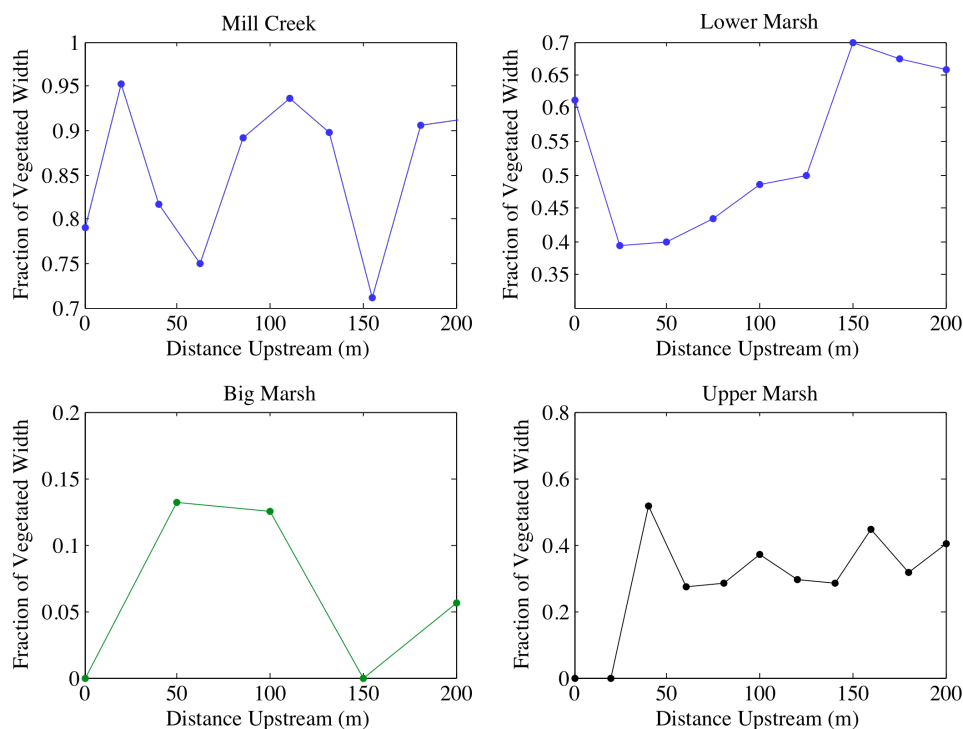 Mill Creek
Fraction of Vegetated Width
1
0.95
0.9
0.85
0.8
0.75
0.7
0 50 100 150 200
Distance Upstream (m)
Lower Marsh
Fraction of Vegetated Width
0.7
0.65
0.6
0.5
0.45
0.4
0.35
0 50 100 150 200
Distance Upstream (m)
Big Marsh
Fraction of Vegetated Width
0.2
0.15
0.1
0.05
0
0 50 100 150 200
Distance Upstream (m)
Upper Marsh
Fraction of Vegetated Width
0.8
0.6
0.4
0.2
0
0 50 100 150 200
Distance Upstream (m)